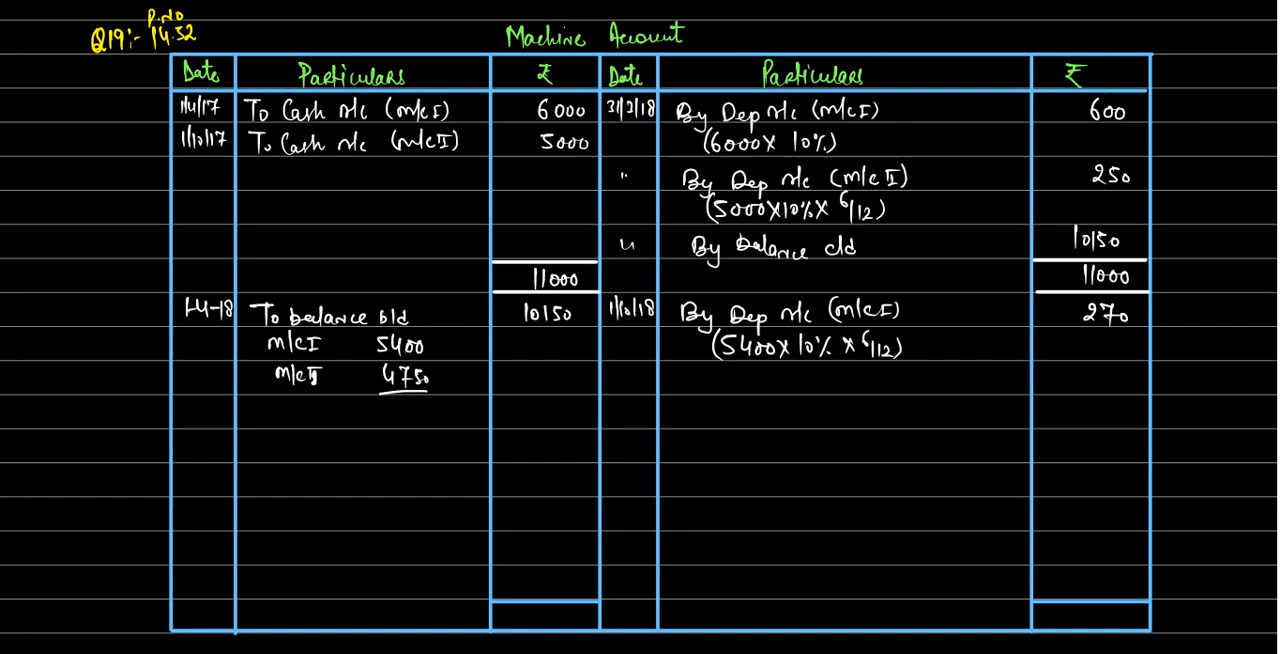 P.NO
Q19:- 14.52
Machine Account
Date Particulars ₹ Date Particulars ₹
1/4/17 To Cash A/c (M/c I) 6000 31/3/18 By Dep A/c (M/c I) 600
1/10/17 To Cash A/c (M/c II) 5000 (6000 x 10%)
" By Dep A/c (M/c II) 250
(5000 x 10% x 6/12)
" By balance c/d 10150
11000 11000
1-4-18 To balance b/d 10150 1/10/18 By Dep A/c (M/c I) 270
M/c I 5400 (5400 x 10% x 6/12)
M/c II 4750